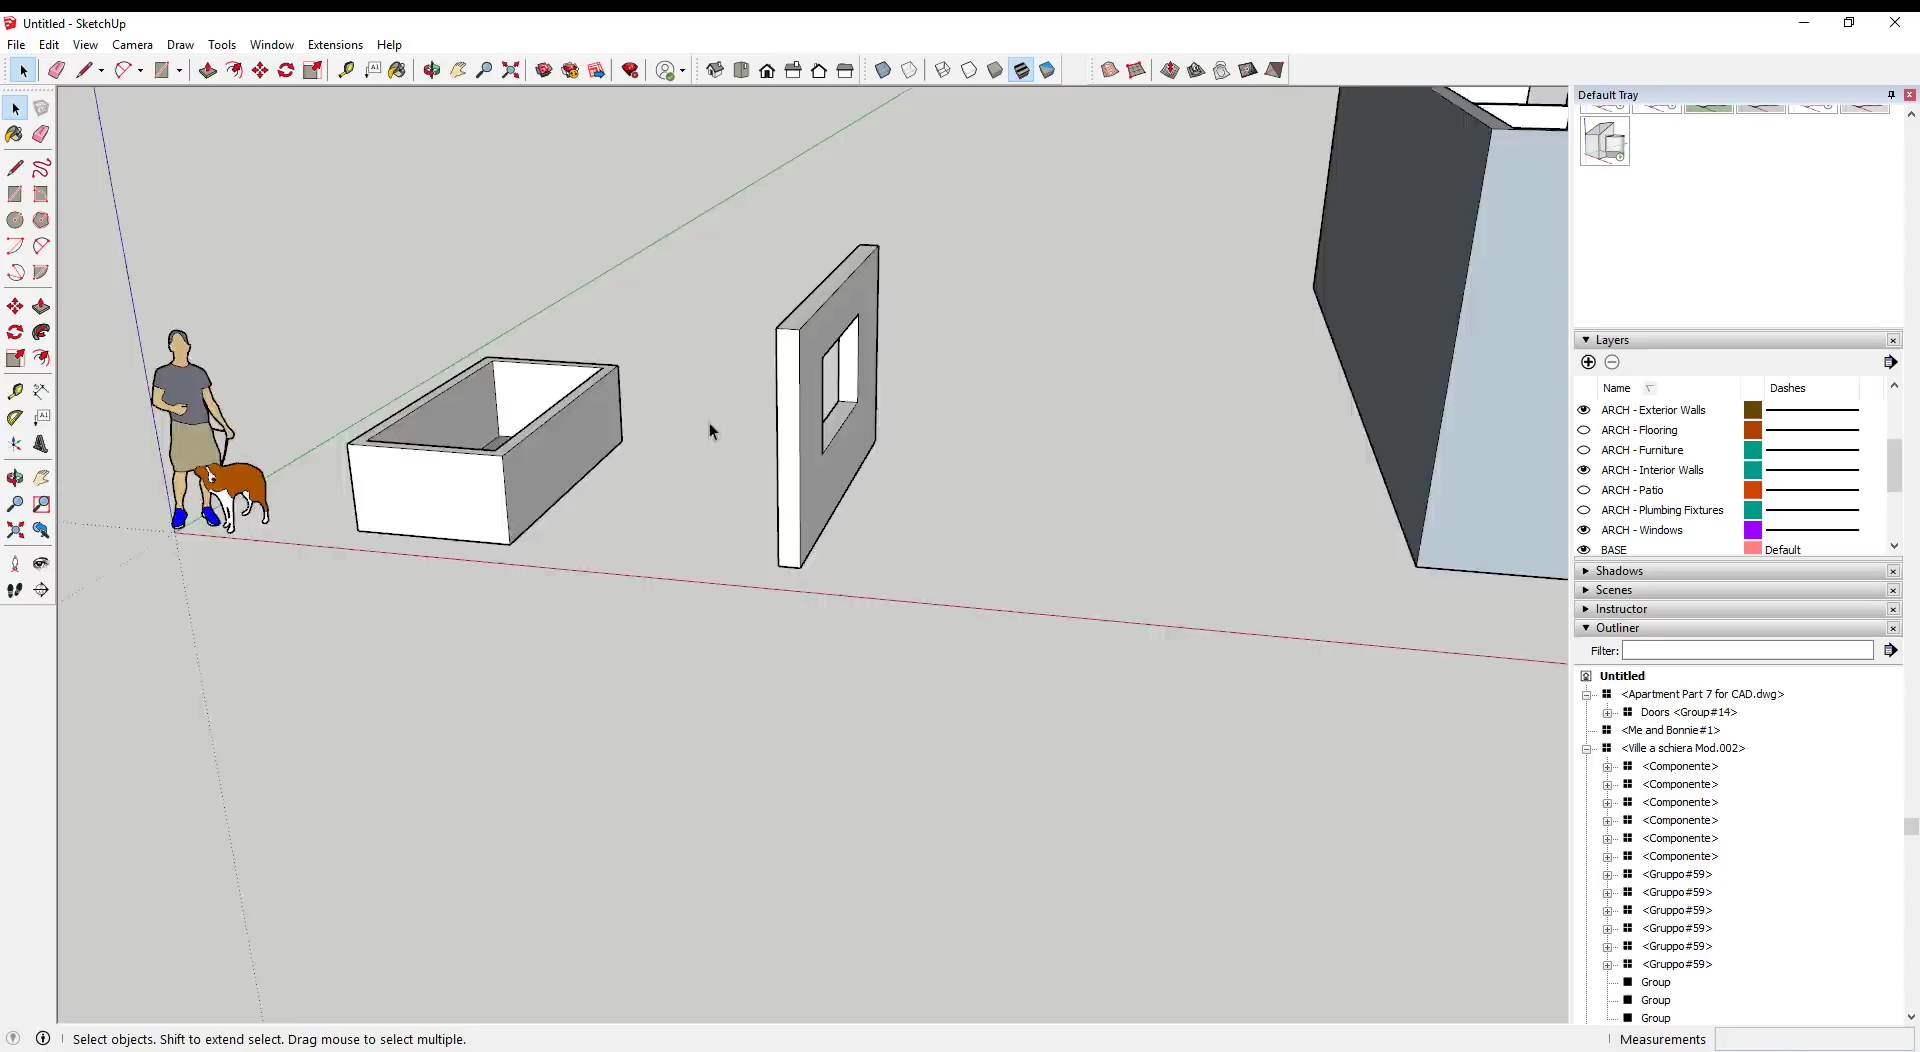 Untitled - SketchUp
File Edit View Camera Draw Tools Window Extensions Help
Default Tray
Layers
Name Dashes
ARCH - Exterior Walls
ARCH - Flooring
ARCH - Furniture
ARCH - Interior Walls
ARCH - Patio
ARCH - Plumbing Fixtures
ARCH - Windows
BASE Default
Shadows
Scenes
Instructor
Outliner
Filter:
Untitled
<Apartment Part 7 for CAD.dwg>
Doors <Group#14>
<Me and Bonnie#1>
<Ville a schiera Mod.002>
<Componente>
<Componente>
<Componente>
<Componente>
<Componente>
<Componente>
<Gruppo#59>
<Gruppo#59>
<Gruppo#59>
<Gruppo#59>
<Gruppo#59>
<Gruppo#59>
Group
Group
Group
Select objects. Shift to extend select. Drag mouse to select multiple. Measurements